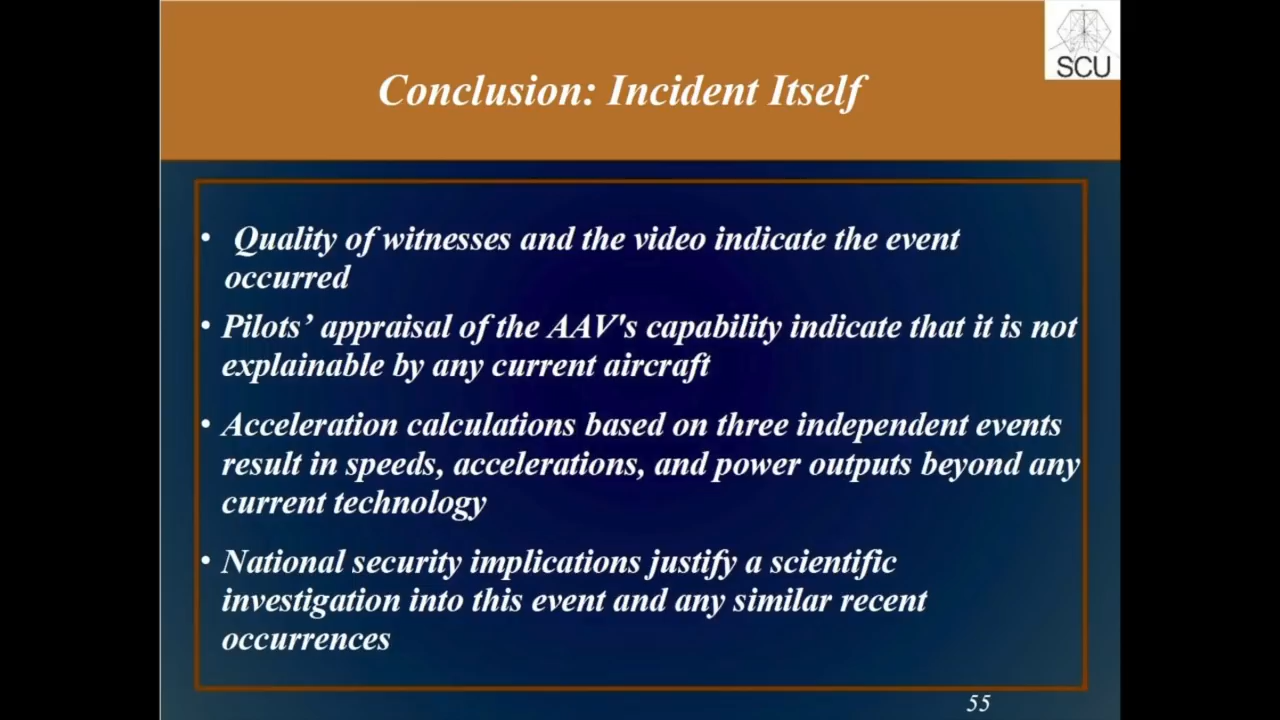 SCU
Conclusion: Incident Itself
• Quality of witnesses and the video indicate the event
occurred
• Pilots’ appraisal of the AAV's capability indicate that it is not
explainable by any current aircraft
• Acceleration calculations based on three independent events
result in speeds, accelerations, and power outputs beyond any
current technology
• National security implications justify a scientific
investigation into this event and any similar recent
occurrences
55